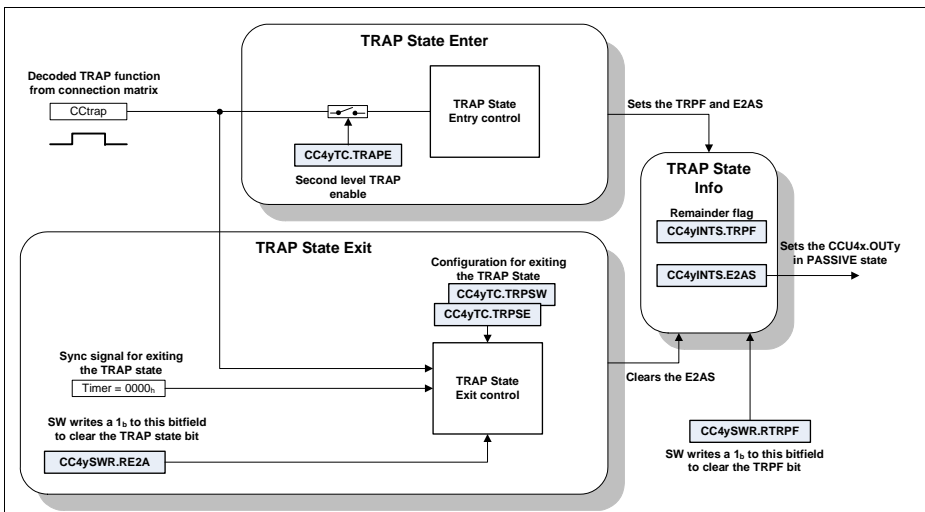 TRAP State Enter
Decoded TRAP function
from connection matrix
CCtrap
TRAP State
Entry control
CC4yTC.TRAPE
Second level TRAP
enable
Sets the TRPF and E2AS
TRAP State
Info
Remainder flag
CC4yINTS.TRPF
CC4yINTS.E2AS
Sets the CCU4x.OUTy
in PASSIVE state
TRAP State Exit
Configuration for exiting
the TRAP State
CC4yTC.TRPSW
CC4yTC.TRPSE
Sync signal for exiting
the TRAP state
Timer = 0000h
TRAP State
Exit control
Clears the E2AS
SW writes a 1b to this bitfield
to clear the TRAP state bit
CC4ySWR.RE2A
CC4ySWR.RTRPF
SW writes a 1b to this bitfield
to clear the TRPF bit